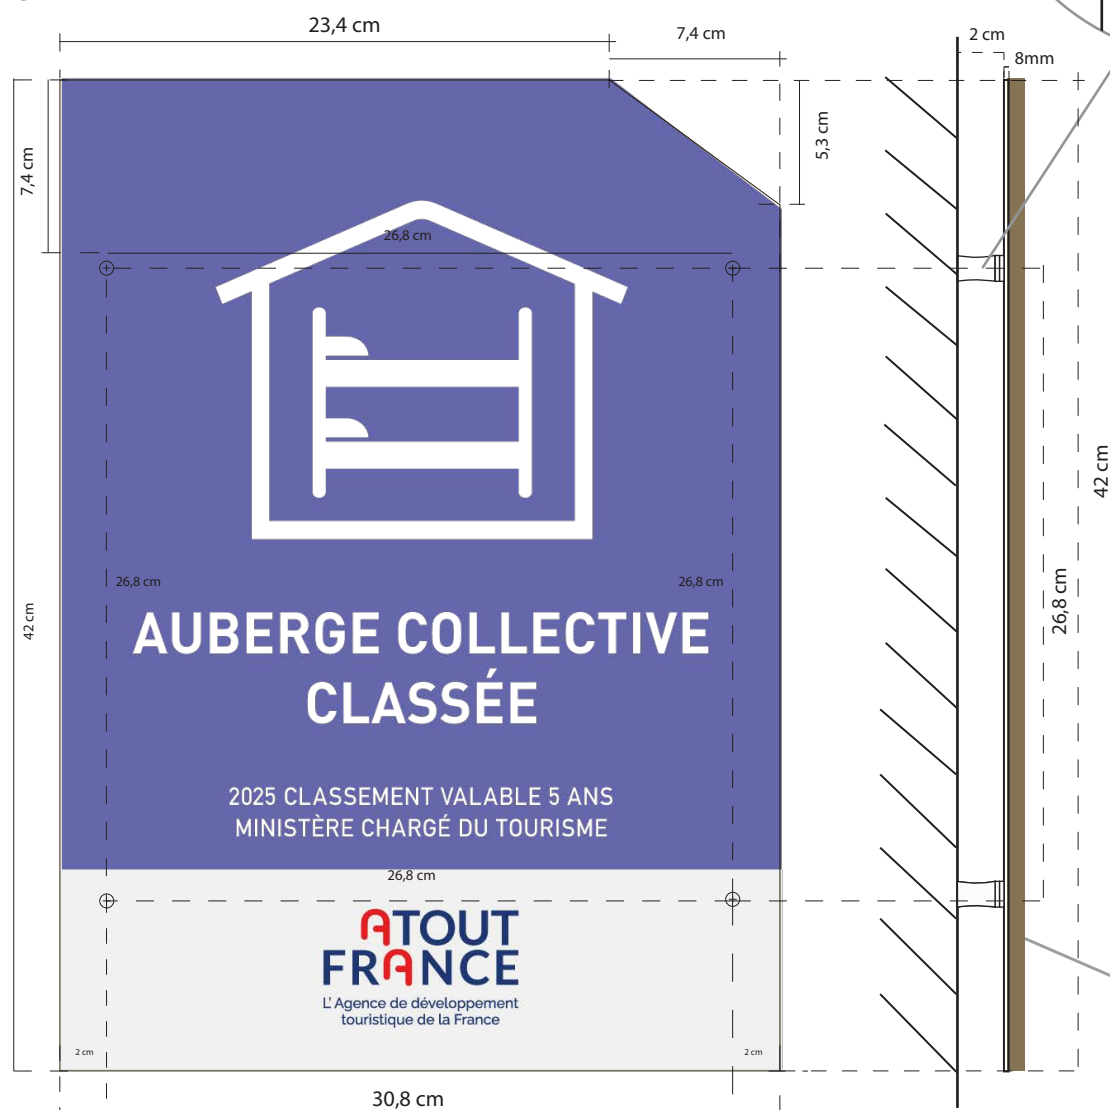 23,4 cm
7,4 cm
2 cm
8mm
7,4 cm
5,3 cm
26,8 cm
26,8 cm
26,8 cm
42 cm
42 cm
26,8 cm
AUBERGE COLLECTIVE
CLASSÉE
2025 CLASSEMENT VALABLE 5 ANS
MINISTÈRE CHARGÉ DU TOURISME
26,8 cm
ATOUT
FRANCE
L'Agence de développement
touristique de la France
2 cm
2 cm
30,8 cm